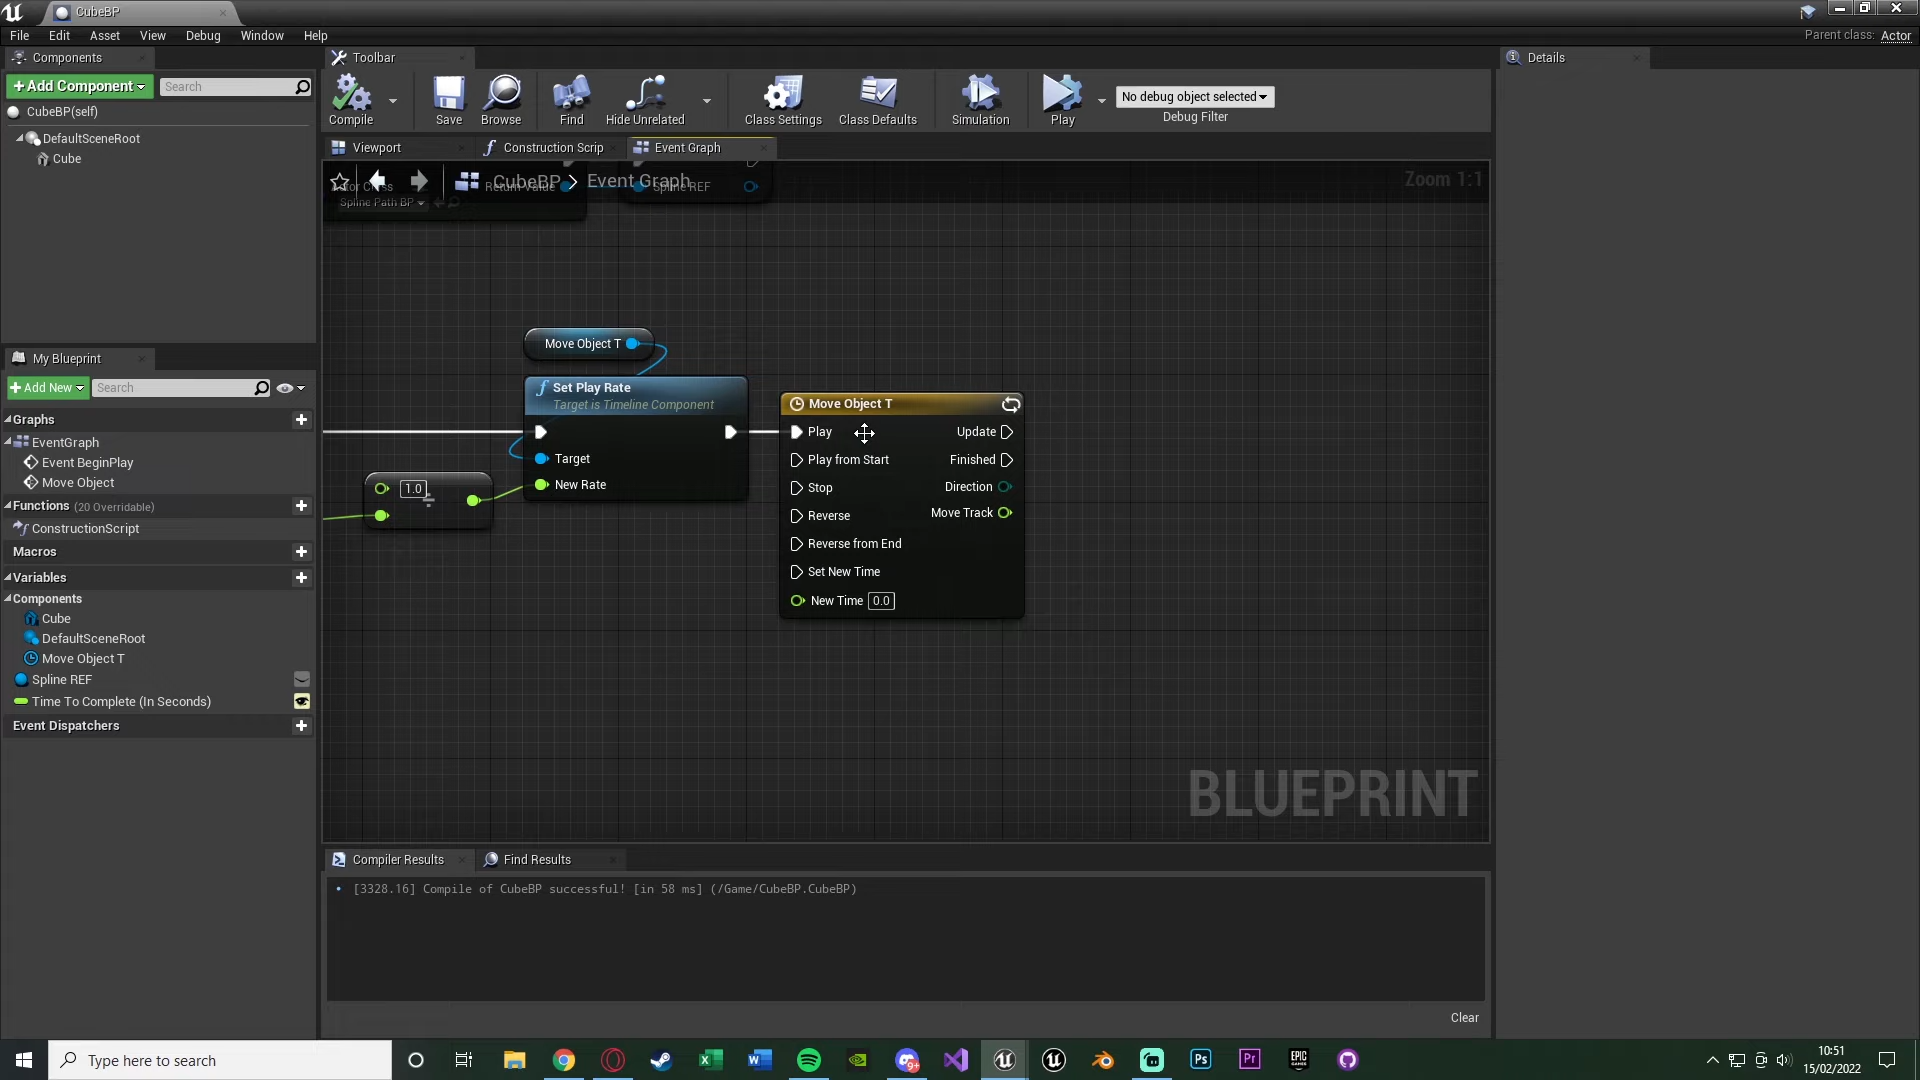 CubeBP
File Edit Asset View Debug Window Help
Parent class: Actor
Components
+Add Component
Search
CubeBP(self)
DefaultSceneRoot
Cube
Toolbar
Compile
Save
Browse
Find
Hide Unrelated
Class Settings
Class Defaults
Simulation
Play
No debug object selected
Debug Filter
Details
Viewport
Construction Scrip
Event Graph
CubeBP > Event Graph
Zoom 1:1
Return Value
Spline REF
Spline Path BP
Move Object T
Set Play Rate
Target is Timeline Component
Target
New Rate
1.0
÷
Move Object T
Play
Update
Play from Start
Finished
Stop
Direction
Reverse
Move Track
Reverse from End
Set New Time
New Time 0.0
BLUEPRINT
My Blueprint
+Add New
Search
Graphs
EventGraph
Event BeginPlay
Move Object
Functions (20 Overridable)
ConstructionScript
Macros
Variables
Components
Cube
DefaultSceneRoot
Move Object T
Spline REF
Time To Complete (In Seconds)
Event Dispatchers
Compiler Results
Find Results
[3328.16] Compile of CubeBP successful! [in 58 ms] (/Game/CubeBP.CubeBP)
Clear
Type here to search
10:51
15/02/2022